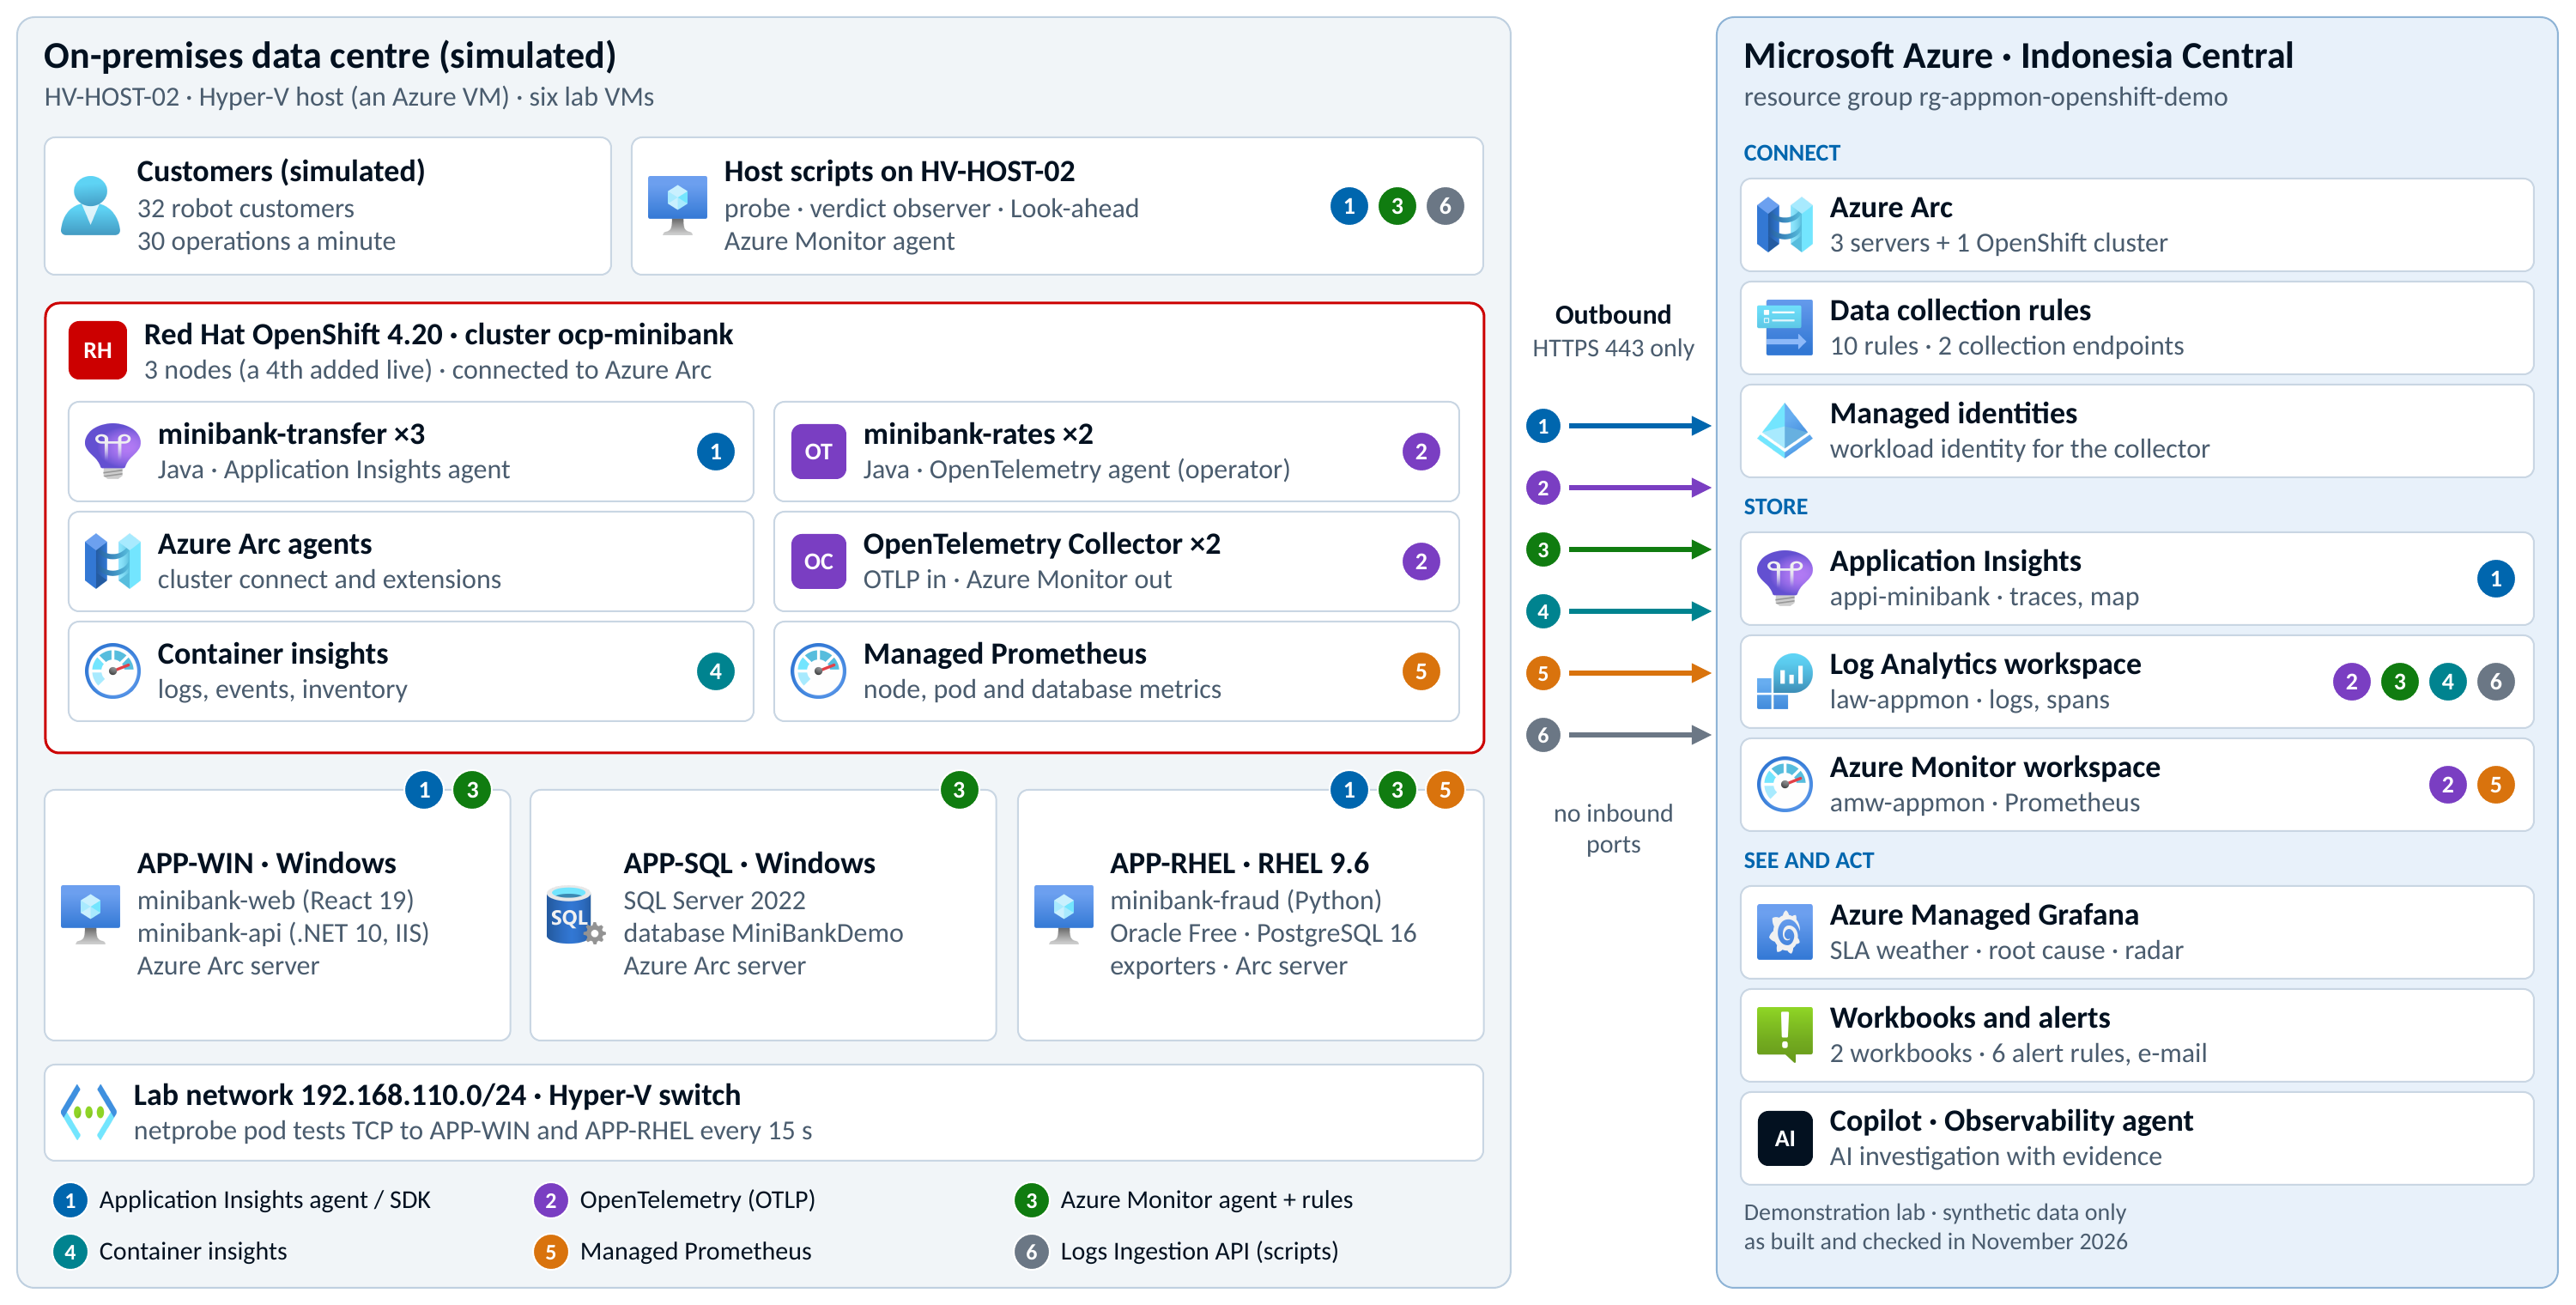 On-premises data centre (simulated)
HV-HOST-02 · Hyper-V host (an Azure VM) · six lab VMs
Customers (simulated)
32 robot customers
30 operations a minute
Host scripts on HV-HOST-02
probe · verdict observer · Look-ahead
Azure Monitor agent
1 3 6
RH
Red Hat OpenShift 4.20 · cluster ocp-minibank
3 nodes (a 4th added live) · connected to Azure Arc
minibank-transfer ×3
Java · Application Insights agent
1
OT
minibank-rates ×2
Java · OpenTelemetry agent (operator)
2
Azure Arc agents
cluster connect and extensions
OC
OpenTelemetry Collector ×2
OTLP in · Azure Monitor out
2
Container insights
logs, events, inventory
4
Managed Prometheus
node, pod and database metrics
5
1 3
APP-WIN · Windows
minibank-web (React 19)
minibank-api (.NET 10, IIS)
Azure Arc server
3
SQL
APP-SQL · Windows
SQL Server 2022
database MiniBankDemo
Azure Arc server
1 3 5
APP-RHEL · RHEL 9.6
minibank-fraud (Python)
Oracle Free · PostgreSQL 16
exporters · Arc server
Lab network 192.168.110.0/24 · Hyper-V switch
netprobe pod tests TCP to APP-WIN and APP-RHEL every 15 s
1 Application Insights agent / SDK
2 OpenTelemetry (OTLP)
3 Azure Monitor agent + rules
4 Container insights
5 Managed Prometheus
6 Logs Ingestion API (scripts)
Outbound
HTTPS 443 only
1
2
3
4
5
6
no inbound
ports
Microsoft Azure · Indonesia Central
resource group rg-appmon-openshift-demo
CONNECT
Azure Arc
3 servers + 1 OpenShift cluster
Data collection rules
10 rules · 2 collection endpoints
Managed identities
workload identity for the collector
STORE
Application Insights
appi-minibank · traces, map
1
Log Analytics workspace
law-appmon · logs, spans
2 3 4 6
Azure Monitor workspace
amw-appmon · Prometheus
2 5
SEE AND ACT
Azure Managed Grafana
SLA weather · root cause · radar
Workbooks and alerts
2 workbooks · 6 alert rules, e-mail
AI
Copilot · Observability agent
AI investigation with evidence
Demonstration lab · synthetic data only
as built and checked in November 2026